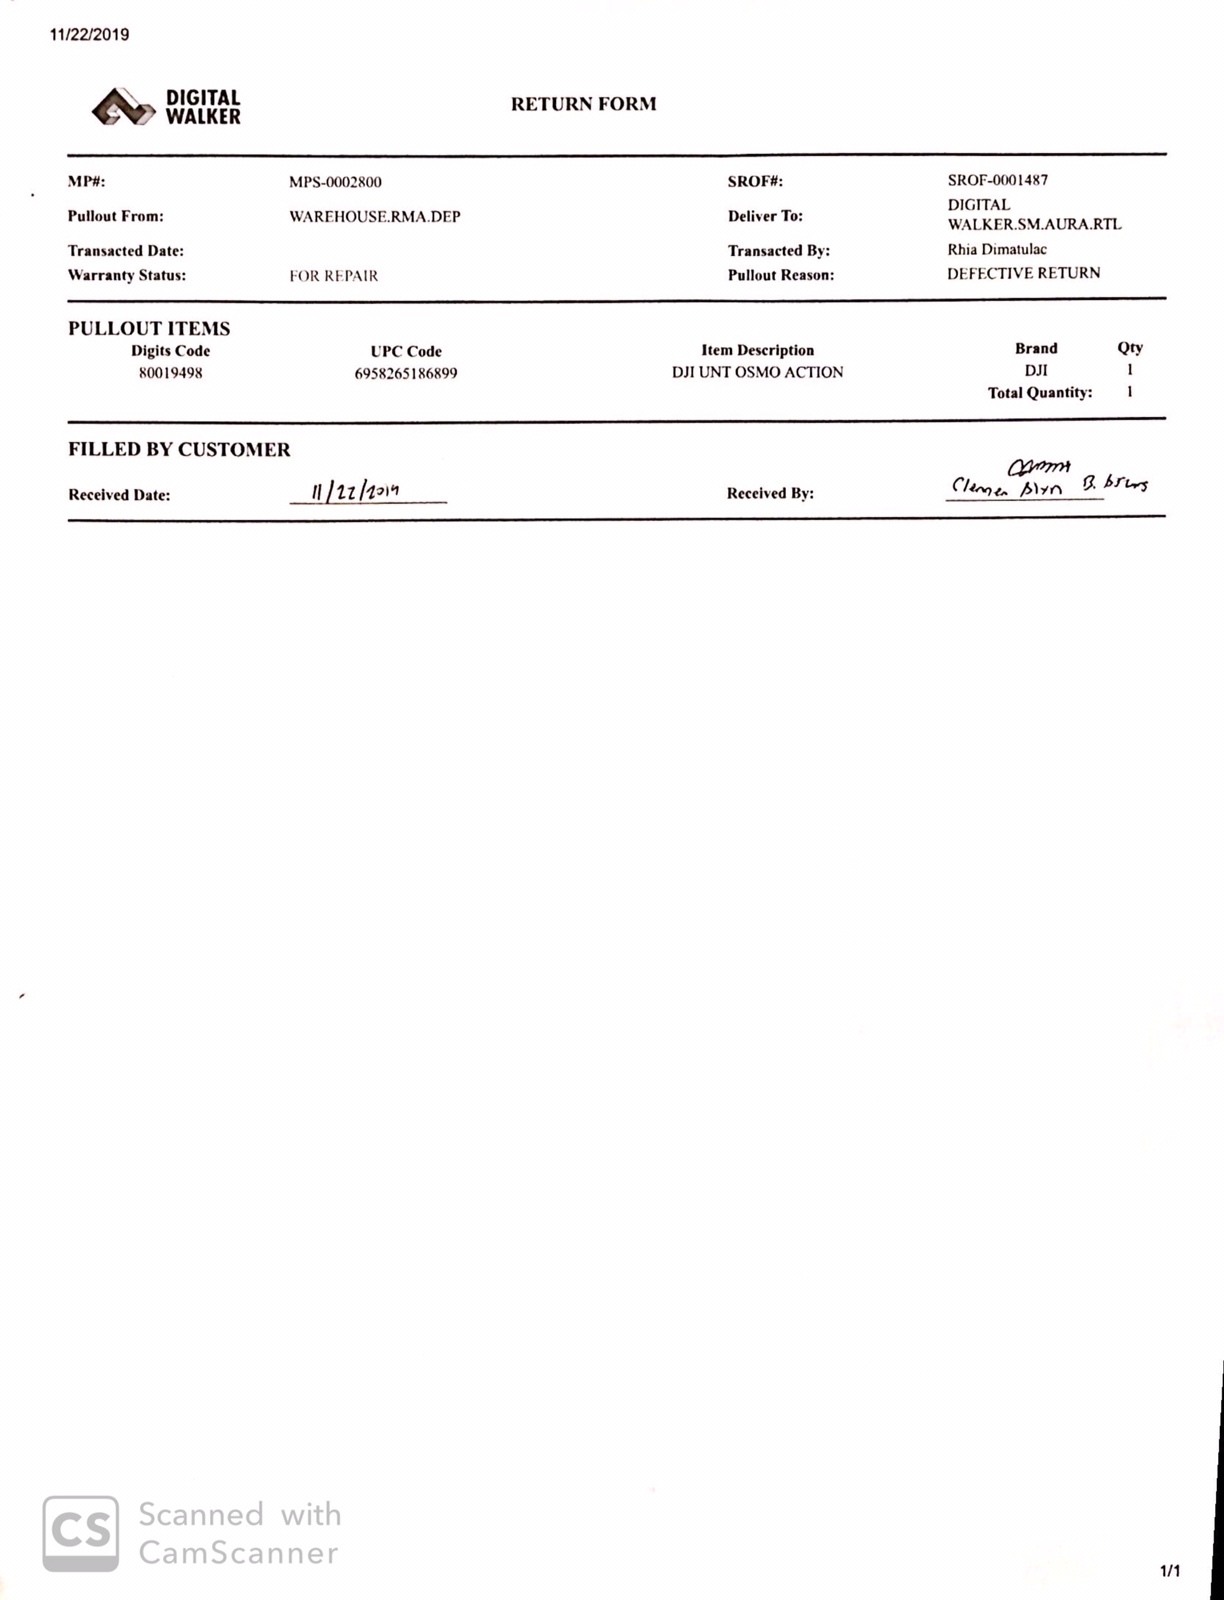 11/22/2019
DIGITAL
WALKER
RETURN FORM
MP#: MPS-0002800 SROF#: SROF-0001487
Pullout From: WAREHOUSE.RMA.DEP Deliver To: DIGITAL
WALKER.SM.AURA.RTL
Transacted Date: Transacted By: Rhia Dimatulac
Warranty Status: FOR REPAIR Pullout Reason: DEFECTIVE RETURN
PULLOUT ITEMS
Digits Code UPC Code Item Description Brand Qty
80019498 6958265186899 DJI UNT OSMO ACTION DJI 1
Total Quantity: 1
FILLED BY CUSTOMER
Received Date: 11/22/2019 Received By: B.
CS Scanned with
CamScanner
1/1